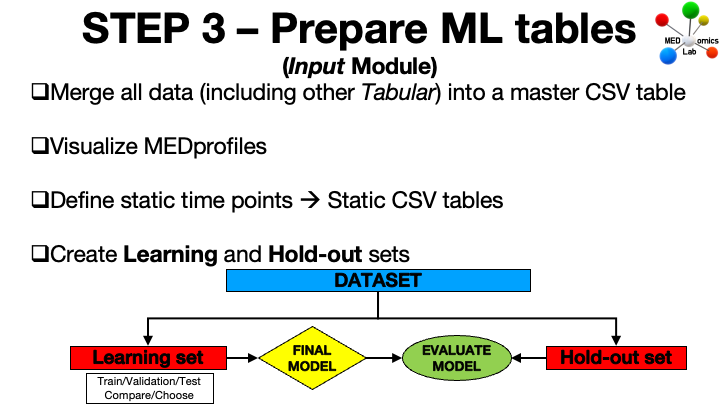 STEP 3 – Prepare ML tables
(Input Module)
MEDomics
Lab
❑Merge all data (including other Tabular) into a master CSV table
❑Visualize MEDprofiles
❑Define static time points → Static CSV tables
❑Create Learning and Hold-out sets
DATASET
Learning set
FINAL
MODEL
EVALUATE
MODEL
Hold-out set
Train/Validation/Test
Compare/Choose